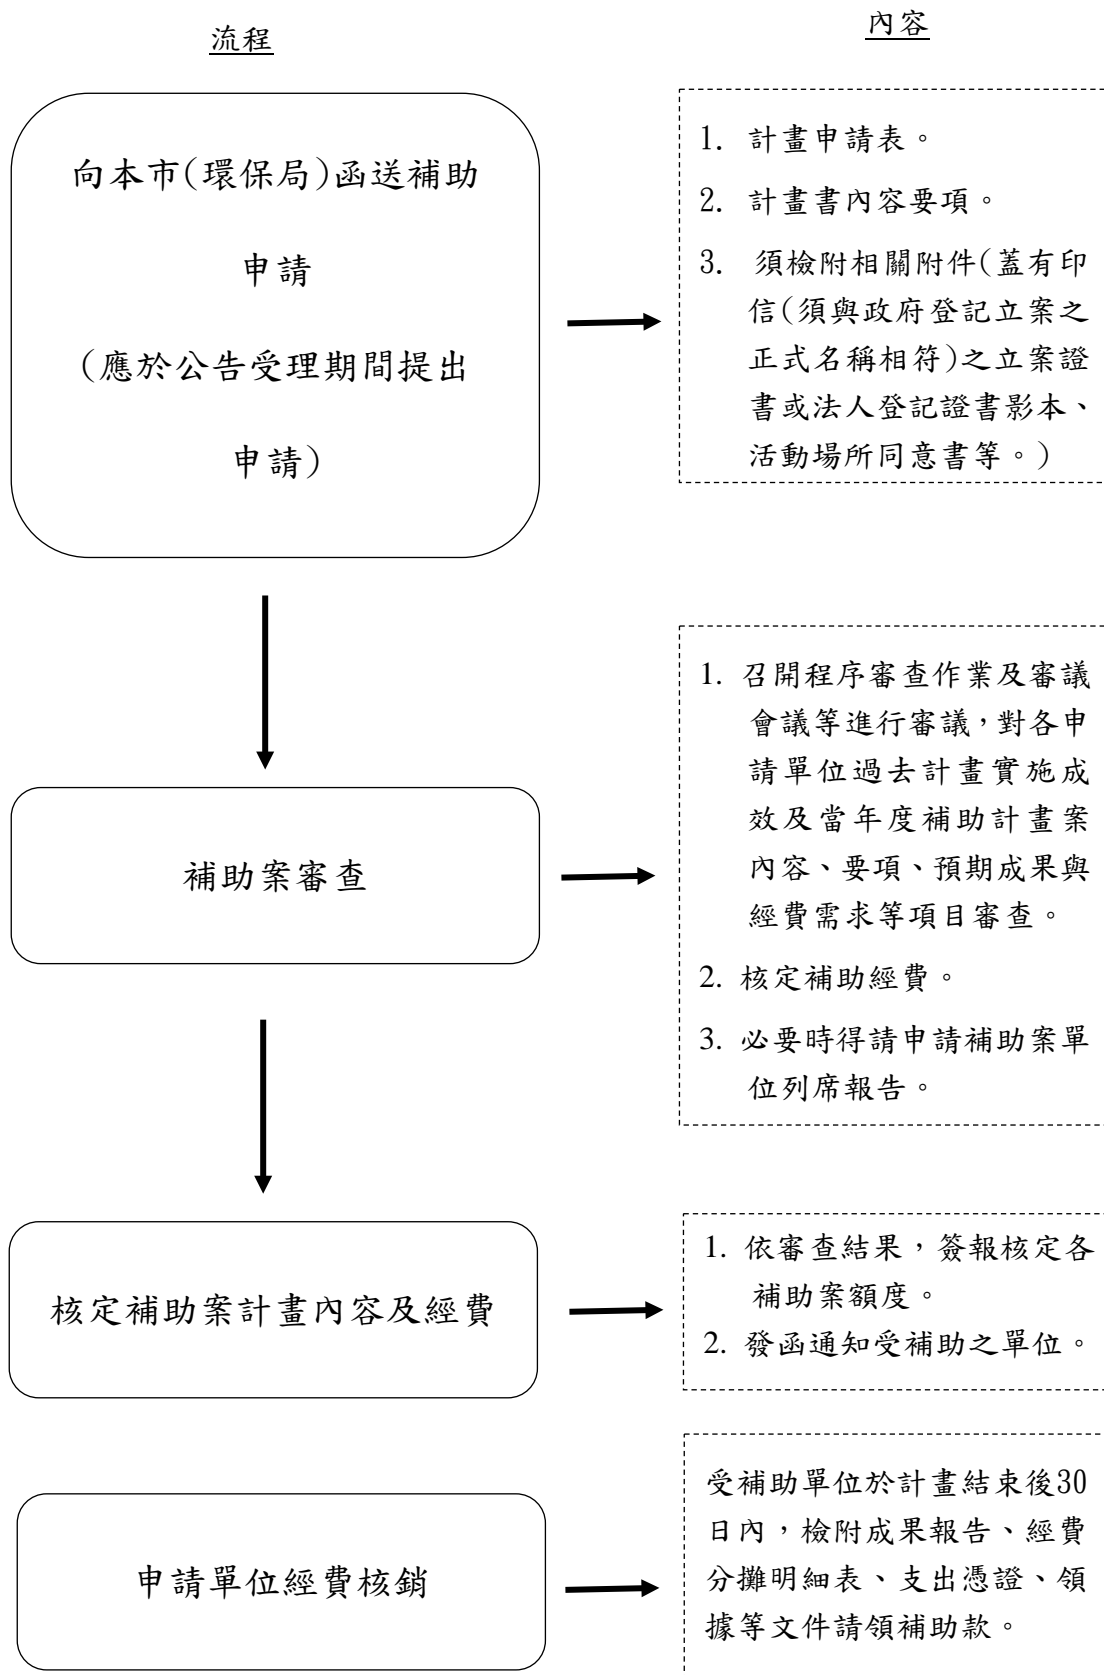 流程
內容
向本市(環保局)函送補助
申請
(應於公告受理期間提出
申請)
1. 計畫申請表。
2. 計畫書內容要項。
3. 須檢附相關附件(蓋有印
信(須與政府登記立案之
正式名稱相符)之立案證
書或法人登記證書影本、
活動場所同意書等。)
補助案審查
1. 召開程序審查作業及審議
會議等進行審議，對各申
請單位過去計畫實施成
效及當年度補助計畫案
內容、要項、預期成果與
經費需求等項目審查。
2. 核定補助經費。
3. 必要時得請申請補助案單
位列席報告。
核定補助案計畫內容及經費
1. 依審查結果，簽報核定各
補助案額度。
2. 發函通知受補助之單位。
申請單位經費核銷
受補助單位於計畫結束後30
日內，檢附成果報告、經費
分攤明細表、支出憑證、領
據等文件請領補助款。